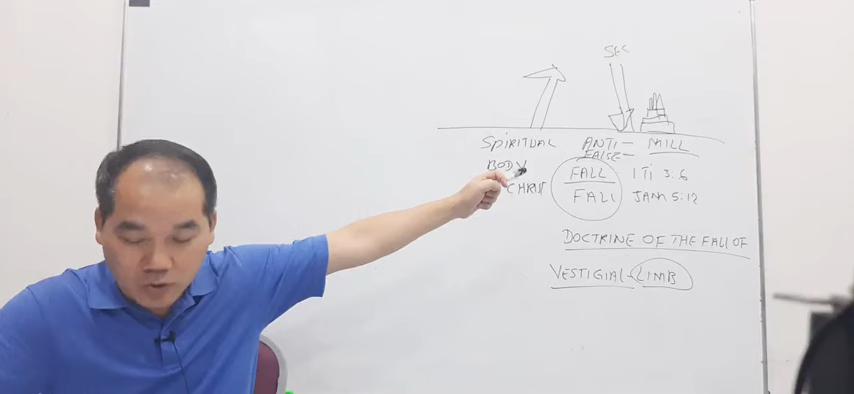 SEC
SPIRITUAL ANTI- MILL
FALSE-
BODY FALL 1 TI 3:6
CHRIST FALL JAM 5:12
DOCTRINE OF THE FALL OF
VESTIGIAL-LIMB